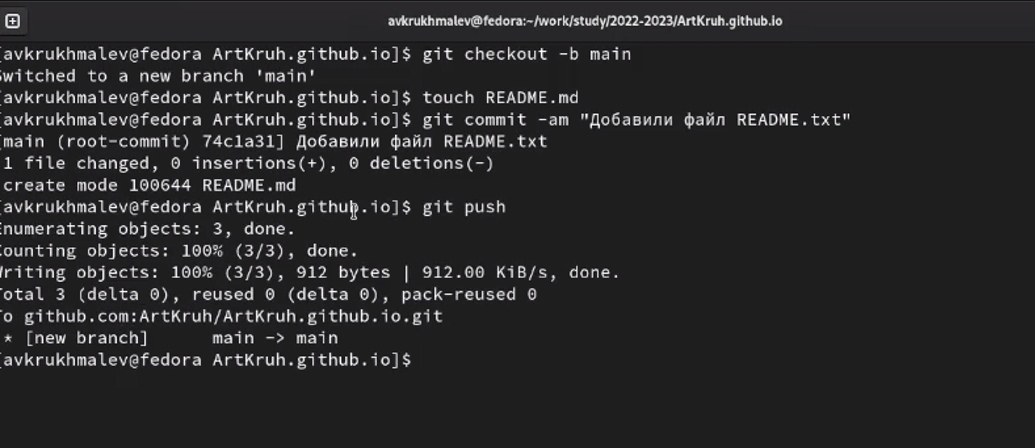 avkrukhmalev@fedora:~/work/study/2022-2023/ArtKruh.github.io
[avkrukhmalev@fedora ArtKruh.github.io]$ git checkout -b main
Switched to a new branch 'main'
[avkrukhmalev@fedora ArtKruh.github.io]$ touch README.md
[avkrukhmalev@fedora ArtKruh.github.io]$ git commit -am "Добавили файл README.txt"
[main (root-commit) 74c1a31] Добавили файл README.txt
1 file changed, 0 insertions(+), 0 deletions(-)
create mode 100644 README.md
[avkrukhmalev@fedora ArtKruh.github.io]$ git push
Enumerating objects: 3, done.
Counting objects: 100% (3/3), done.
Writing objects: 100% (3/3), 912 bytes | 912.00 KiB/s, done.
Total 3 (delta 0), reused 0 (delta 0), pack-reused 0
To github.com:ArtKruh/ArtKruh.github.io.git
* [new branch]      main -> main
[avkrukhmalev@fedora ArtKruh.github.io]$